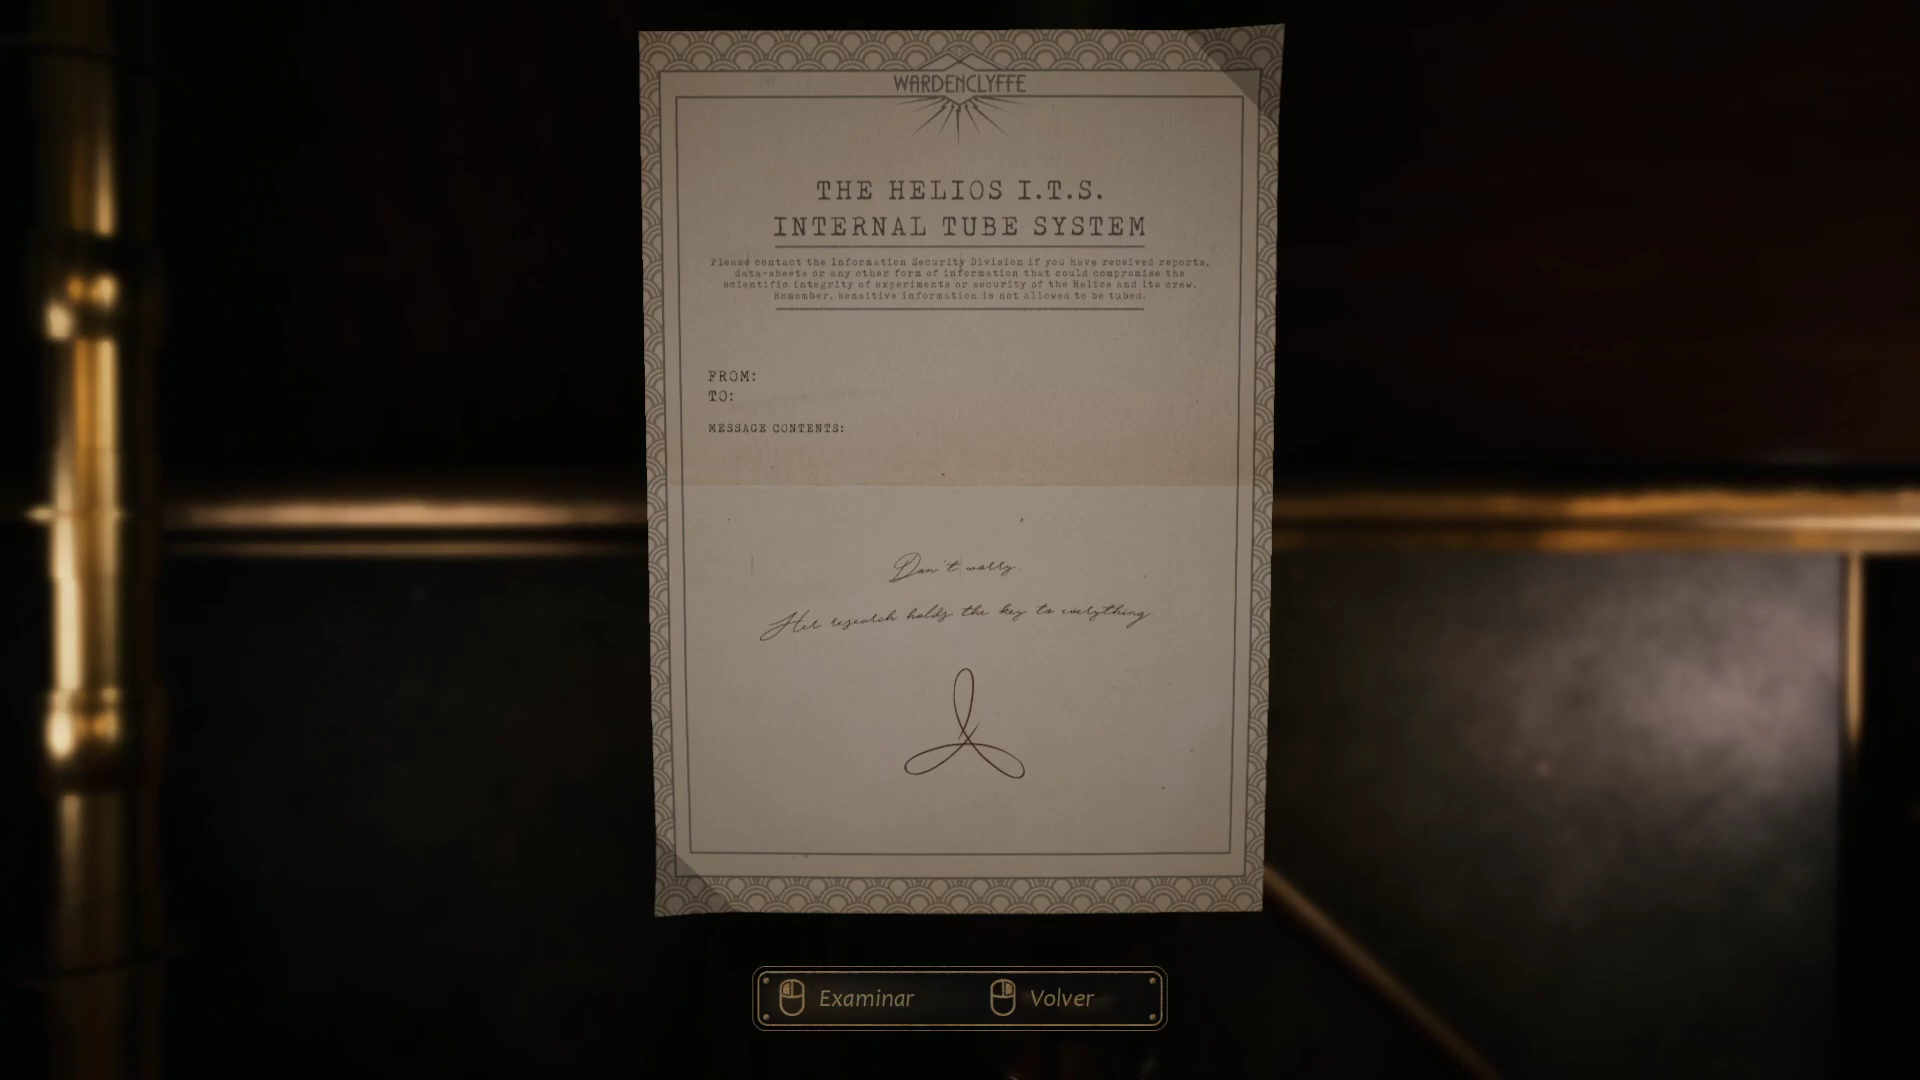 WARDENCLYFFE
THE HELIOS I.T.S.
INTERNAL TUBE SYSTEM
Please contact the Information Security Division if you have received reports,
data-sheets or any other form of information that could compromise the
scientific integrity of experiments or security of the Helios and its crew.
Remember, sensitive information is not allowed to be tubed.
FROM:
TO:
MESSAGE CONTENTS:
Don't worry.
Her research holds the key to everything.
Examinar Volver